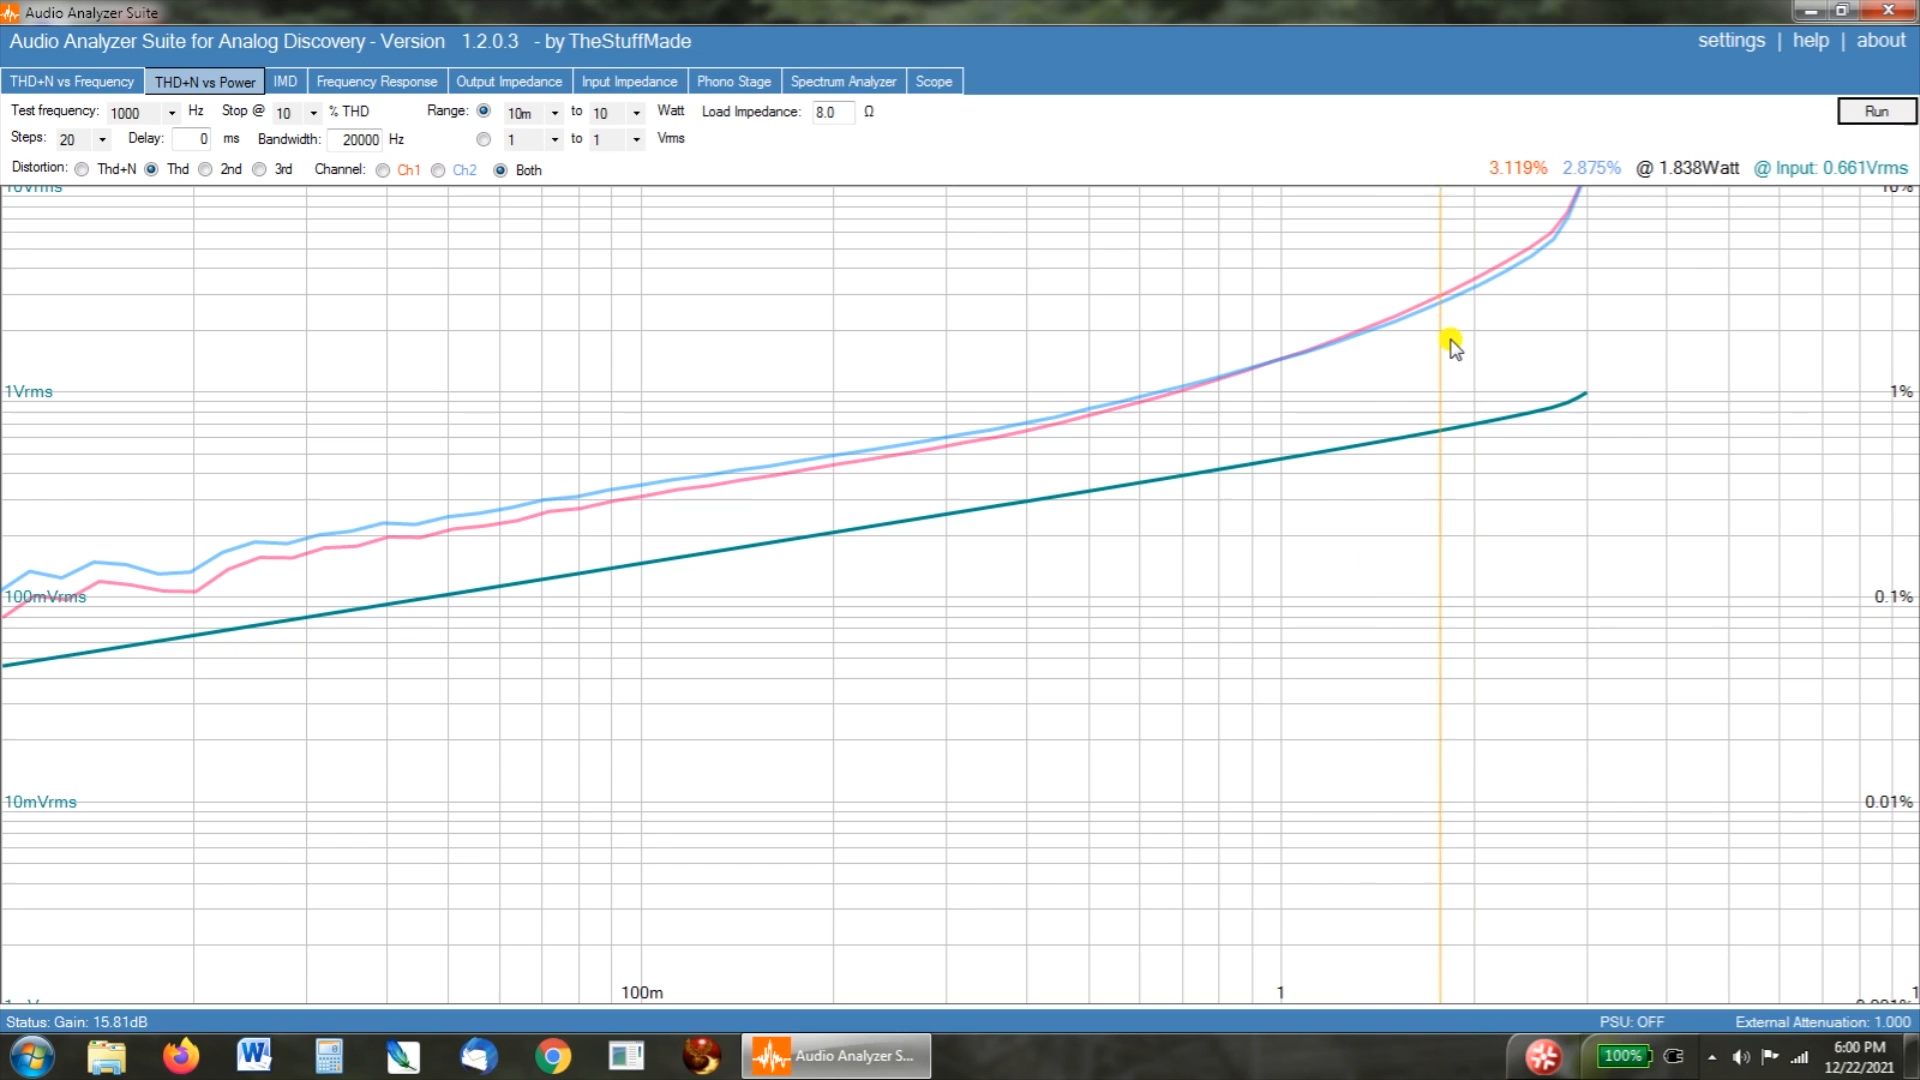 Audio Analyzer Suite
Audio Analyzer Suite for Analog Discovery - Version 1.2.0.3 - by TheStuffMade
settings | help | about
THD+N vs Frequency THD+N vs Power IMD Frequency Response Output Impedance Input Impedance Phono Stage Spectrum Analyzer Scope
Test frequency: 1000 Hz Stop @ 10 % THD Range: 10m to 10 Watt Load Impedance: 8.0 Ω Run
Steps: 20 Delay: 0 ms Bandwidth: 20000 Hz 1 to 1 Vrms
Distortion: Thd+N Thd 2nd 3rd Channel: Ch1 Ch2 Both 3.119% 2.875% @ 1.838Watt @ Input: 0.661Vrms
10Vrms 10%
1Vrms 1%
100mVrms 0.1%
10mVrms 0.01%
100m 1 1
Status: Gain: 15.81dB PSU: OFF External Attenuation: 1.000
Audio Analyzer S... 100% 6:00 PM
12/22/2021